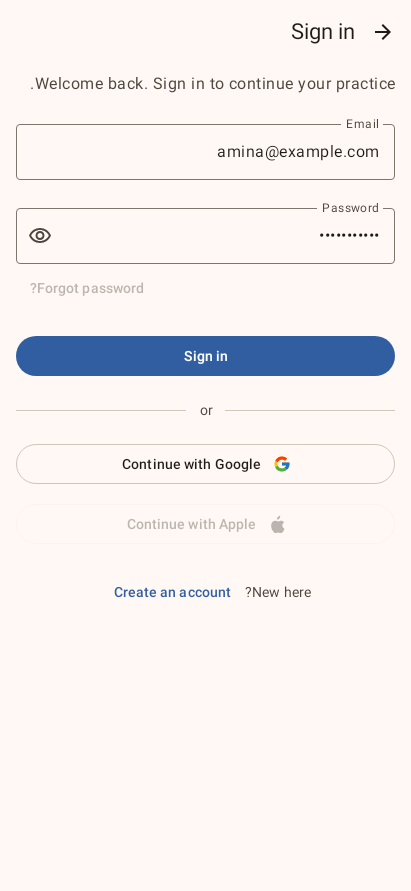 Sign in
Welcome back. Sign in to continue your practice.
Email
amina@example.com
Password
•••••••••••
Forgot password?
Sign in
or
Continue with Google
Continue with Apple
New here? Create an account